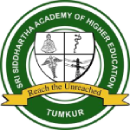 SRI SIDDHARTHA ACADEMY OF HIGHER EDUCATION
Reach the Unreached
TUMKUR